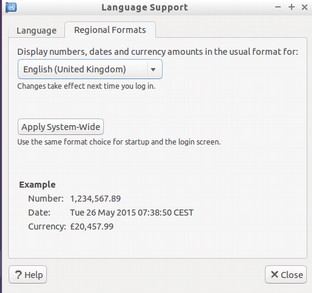 Language Support
Language
Regional Formats
Display numbers, dates and currency amounts in the usual format for:
English (United Kingdom)
Changes take effect next time you log in.
Apply System-Wide
Use the same format choice for startup and the login screen.
Example
Number: 1,234,567.89
Date: Tue 26 May 2015 07:38:50 CEST
Currency: £20,457.99
Help
Close